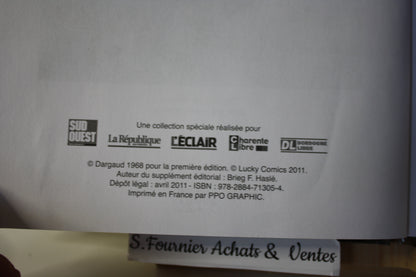 Une collection spéciale réalisée pour
SUD OUEST La République L'ÉCLAIR Charente Libre DL DORDOGNE LIBRE
© Dargaud 1968 pour la première édition. © Lucky Comics 2011.
Auteur du supplément éditorial : Brieg F. Haslé.
Dépôt légal : avril 2011- ISBN : 978-2884-71305-4.
Imprimé en France par PPO GRAPHIC.
S.Fournier Achats & Ventes